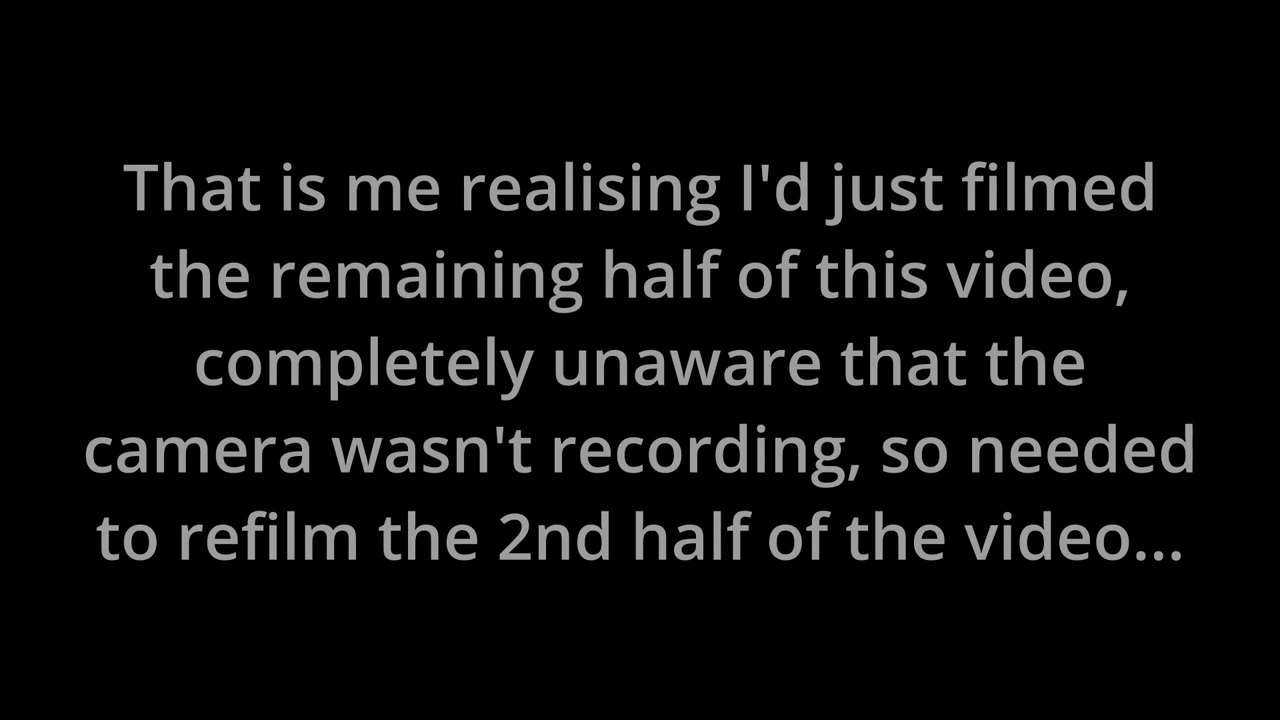 That is me realising I'd just filmed
the remaining half of this video,
completely unaware that the
camera wasn't recording, so needed
to refilm the 2nd half of the video...